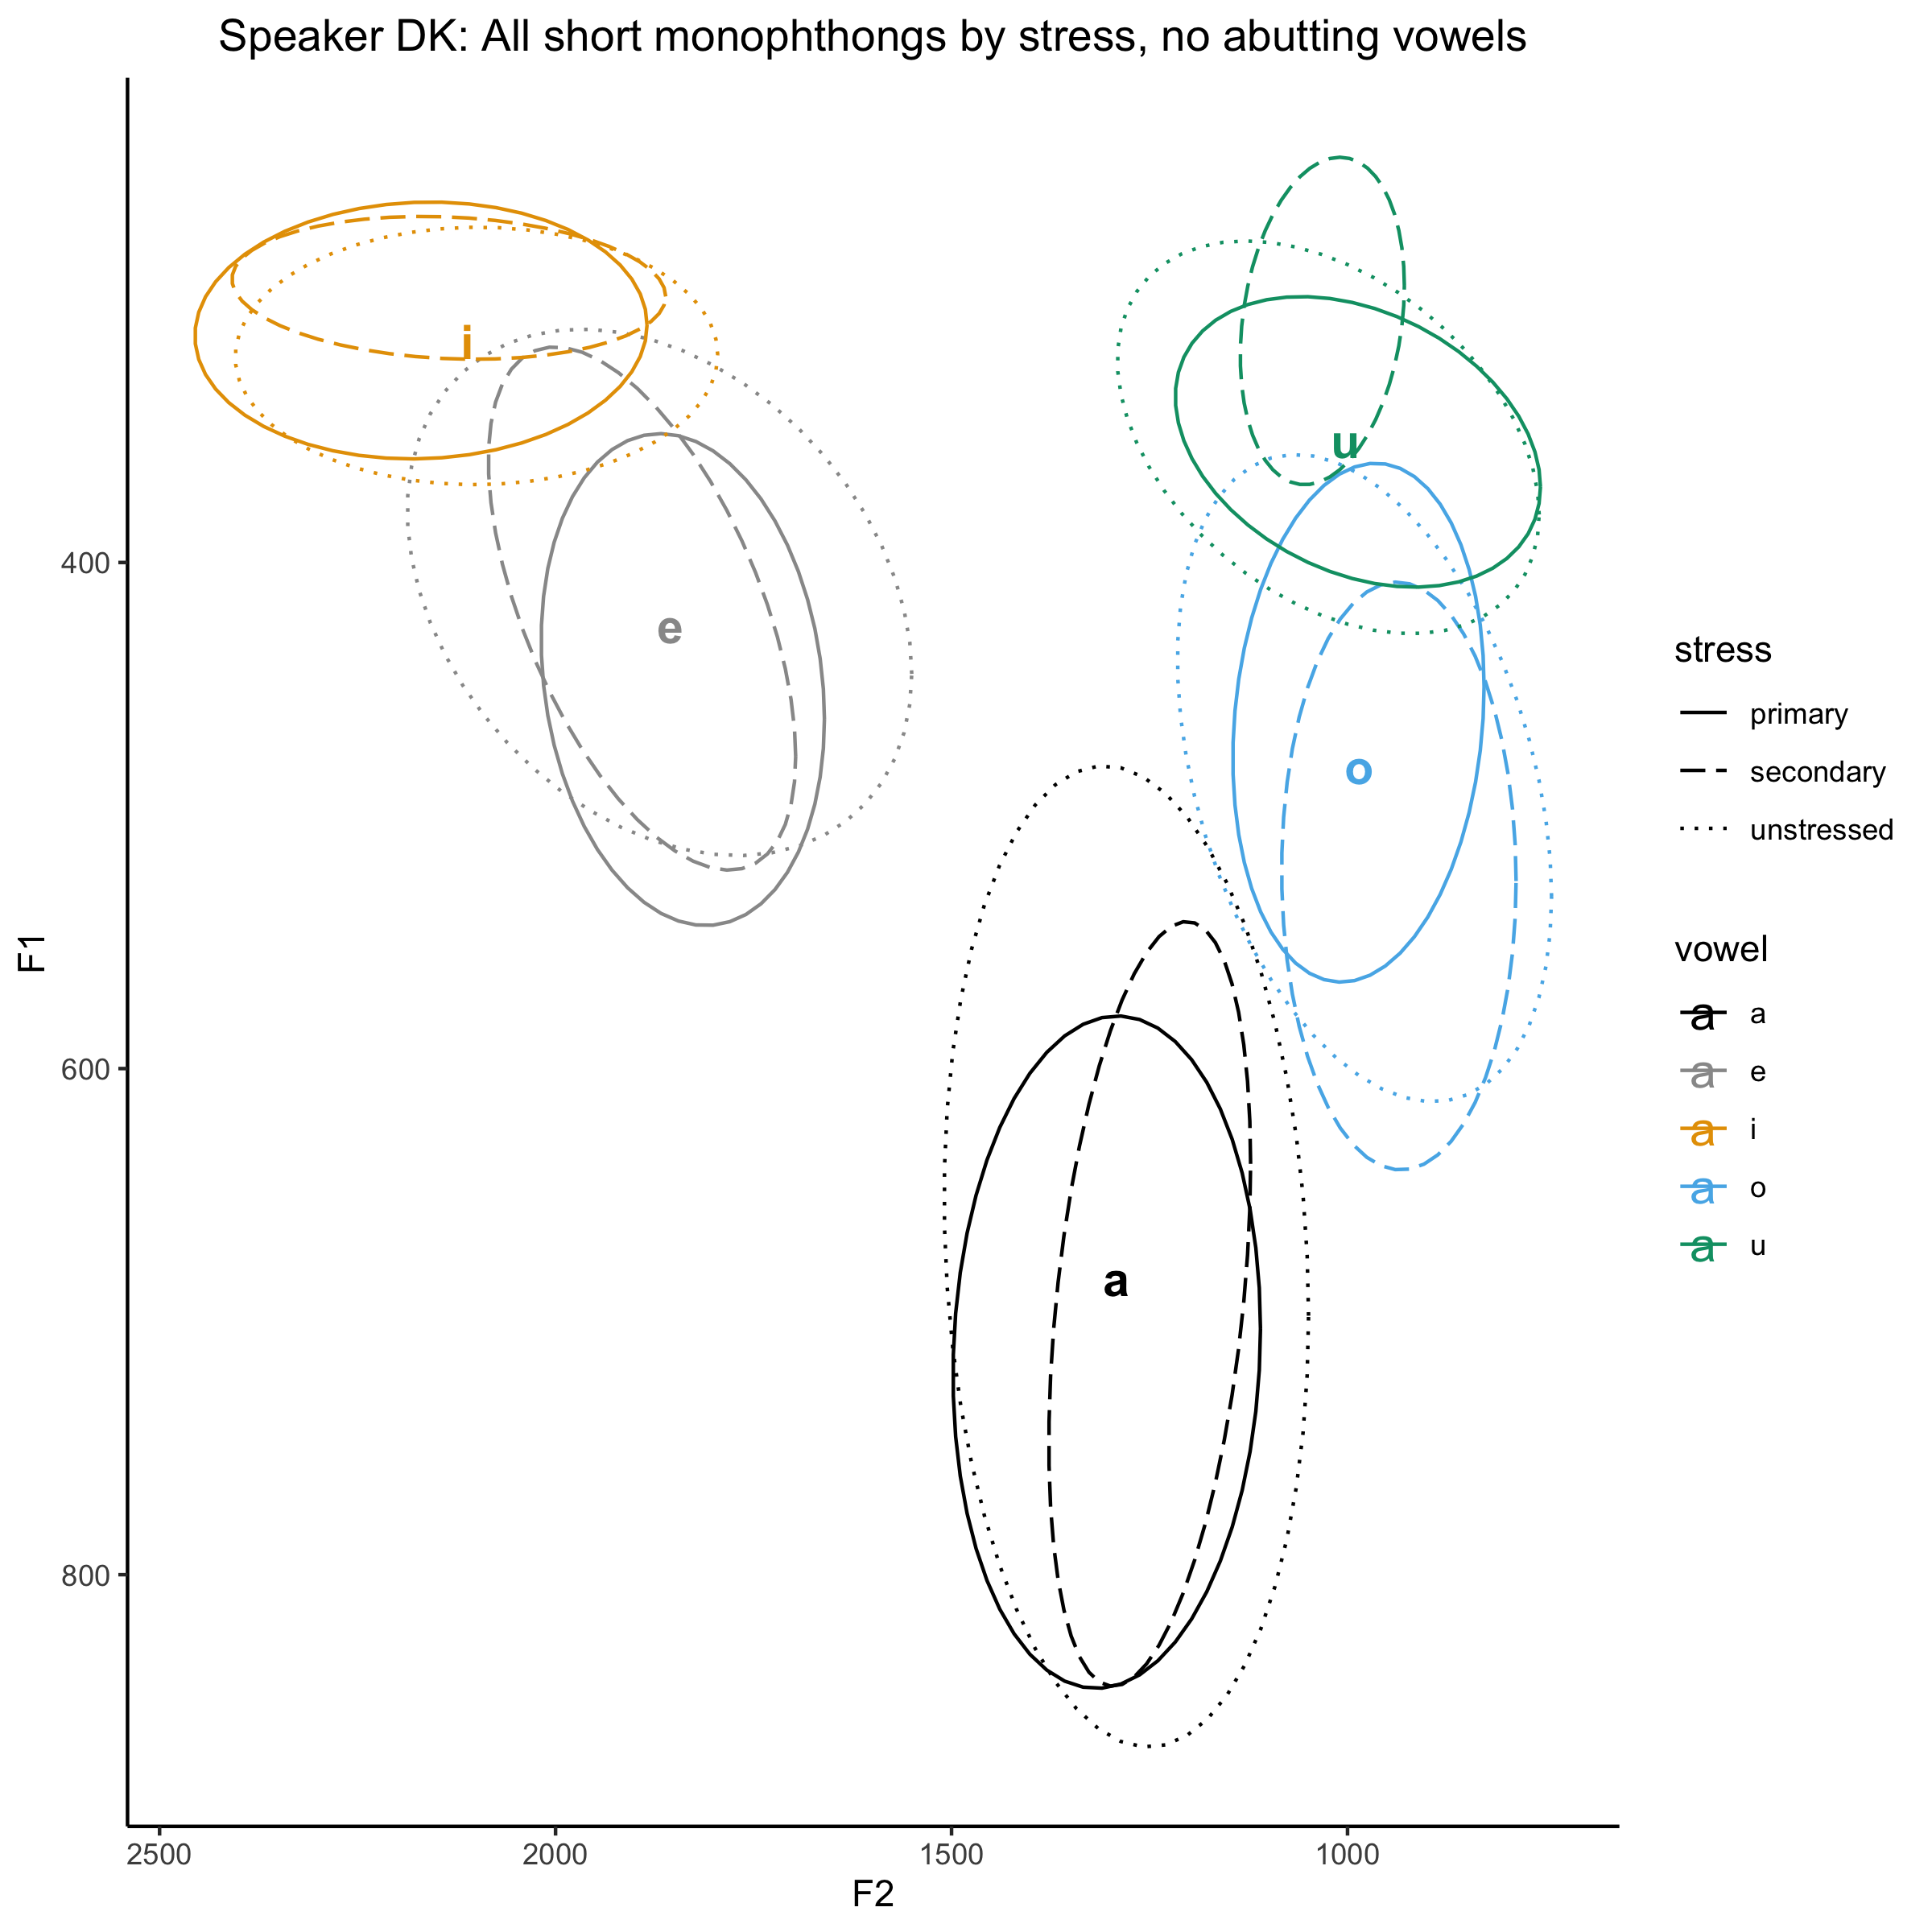 Speaker DK: All short monophthongs by stress, no abutting vowels
i
u
400
e
stress
primary
o
secondary
unstressed
F1
vowel
a a
600
a e
a i
a o
a u
a
800
2500 2000 1500 1000
F2